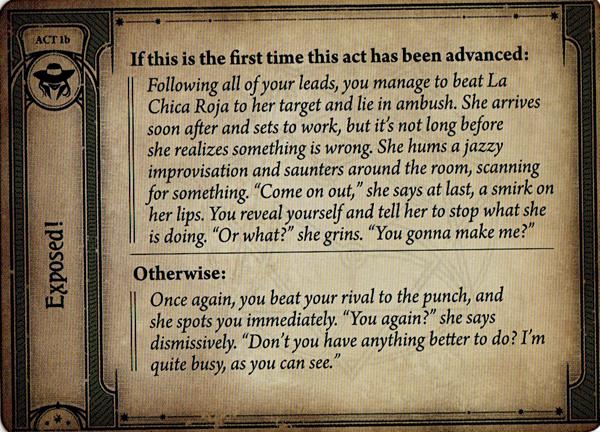 ACT 1b
Exposed!
If this is the first time this act has been advanced:
Following all of your leads, you manage to beat La
Chica Roja to her target and lie in ambush. She arrives
soon after and sets to work, but it's not long before
she realizes something is wrong. She hums a jazzy
improvisation and saunters around the room, scanning
for something. “Come on out,” she says at last, a smirk on
her lips. You reveal yourself and tell her to stop what she
is doing. “Or what?” she grins. “You gonna make me?”
Otherwise:
Once again, you beat your rival to the punch, and
she spots you immediately. “You again?” she says
dismissively. “Don't you have anything better to do? I'm
quite busy, as you can see.”